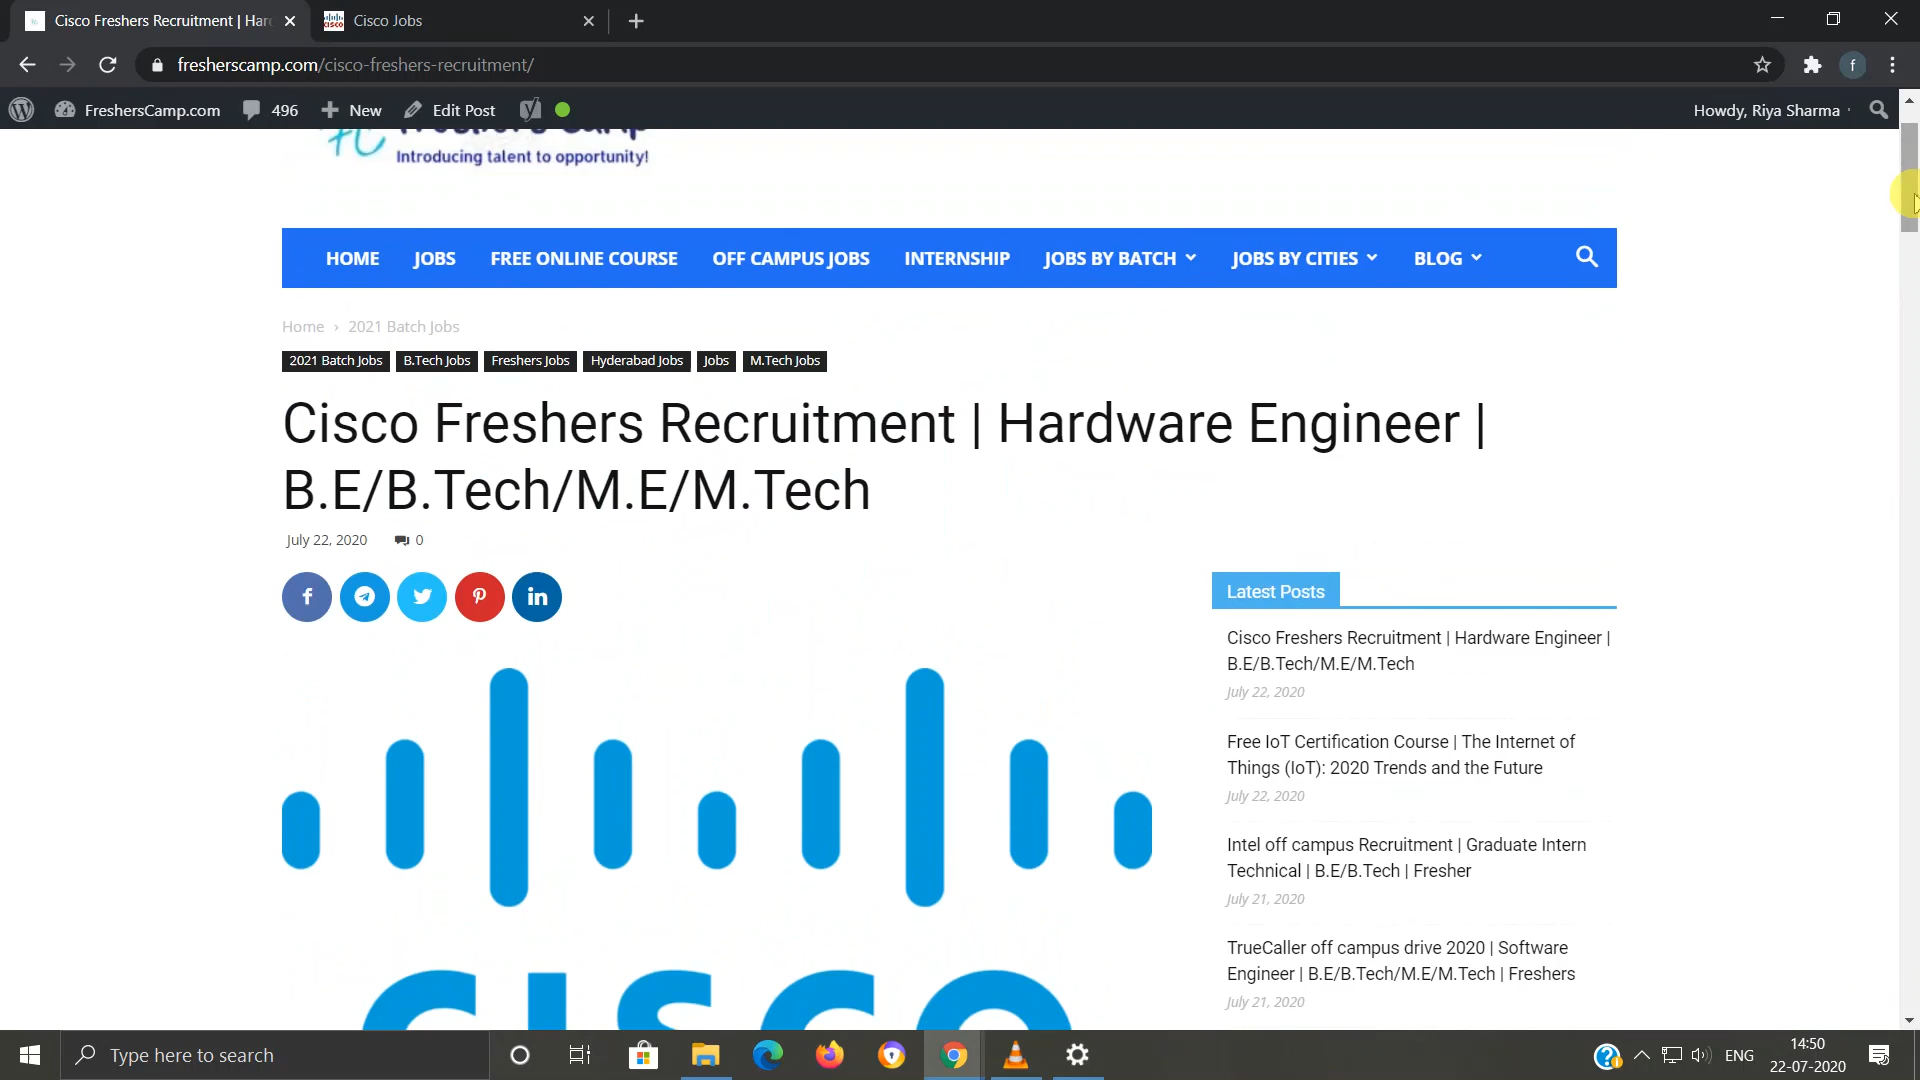 Cisco Freshers Recruitment | Har
Cisco Jobs
fresherscamp.com/cisco-freshers-recruitment/
FreshersCamp.com
496
New
Edit Post
Howdy, Riya Sharma
Freshers Camp
Introducing talent to opportunity!
HOME
JOBS
FREE ONLINE COURSE
OFF CAMPUS JOBS
INTERNSHIP
JOBS BY BATCH
JOBS BY CITIES
BLOG
Home › 2021 Batch Jobs
2021 Batch Jobs
B.Tech Jobs
Freshers Jobs
Hyderabad Jobs
Jobs
M.Tech Jobs
Cisco Freshers Recruitment | Hardware Engineer |
B.E/B.Tech/M.E/M.Tech
July 22, 2020
0
CISCO
Latest Posts
Cisco Freshers Recruitment | Hardware Engineer |
B.E/B.Tech/M.E/M.Tech
July 22, 2020
Free IoT Certification Course | The Internet of
Things (IoT): 2020 Trends and the Future
July 22, 2020
Intel off campus Recruitment | Graduate Intern
Technical | B.E/B.Tech | Fresher
July 21, 2020
TrueCaller off campus drive 2020 | Software
Engineer | B.E/B.Tech/M.E/M.Tech | Freshers
July 21, 2020
Type here to search
ENG
14:50
22-07-2020